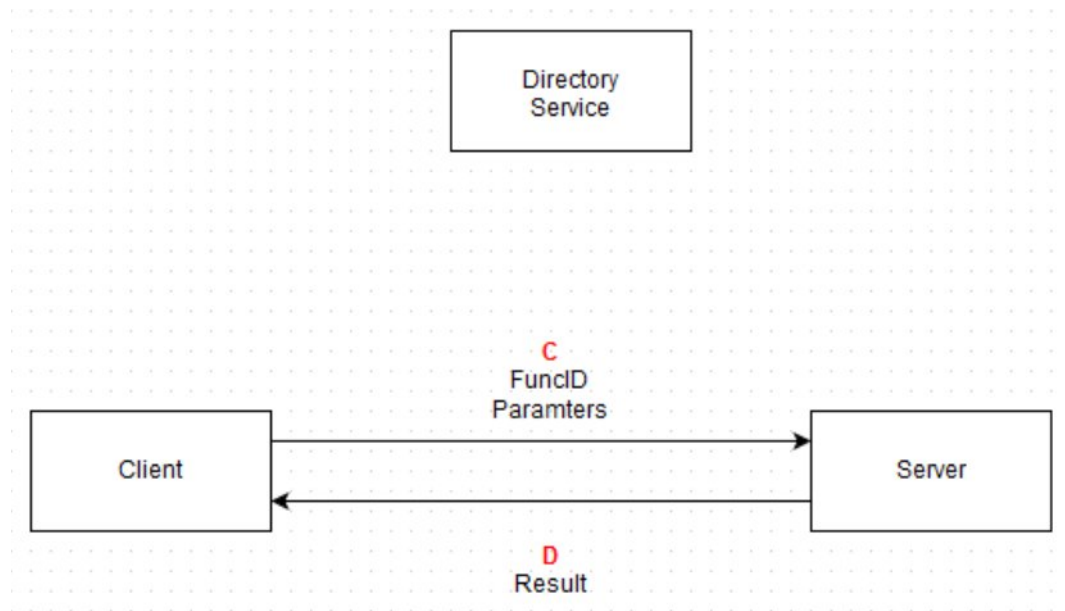 Directory
Service
C
FuncID
Paramters
Client
Server
D
Result